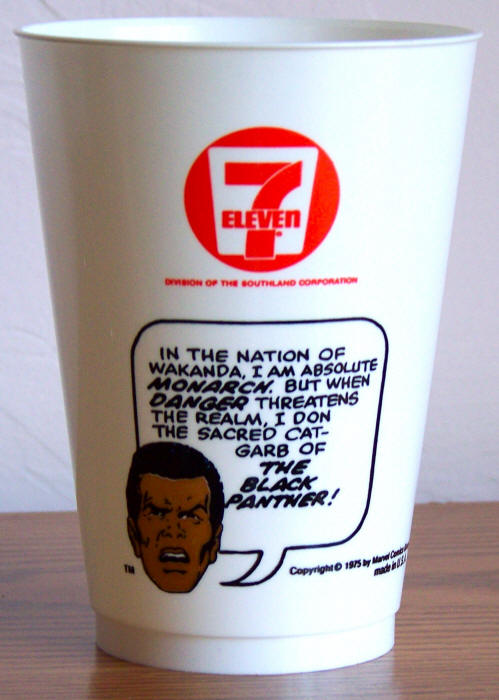 7
ELEVEN
DIVISION OF THE SOUTHLAND CORPORATION
IN THE NATION OF
WAKANDA, I AM ABSOLUTE
MONARCH. BUT WHEN
DANGER THREATENS
THE REALM, I DON
THE SACRED CAT-
GARB OF
THE
BLACK
PANTHER!
TM
Copyright © 1975 by Marvel Comics
made in U.S.A